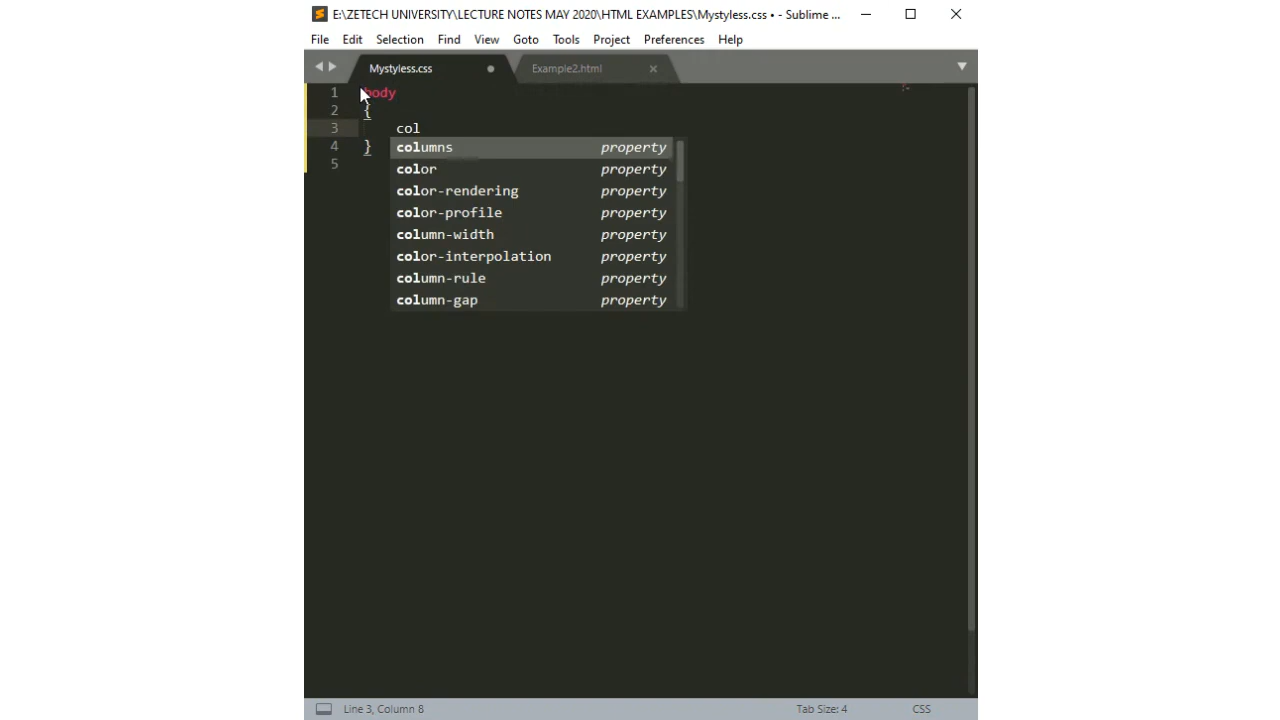 E:\ZETECH UNIVERSITY\LECTURE NOTES MAY 2020\HTML EXAMPLES\Mystyless.css • - Sublime ...
File Edit Selection Find View Goto Tools Project Preferences Help
Mystyless.css Example2.html
1 body
2 {
3 col
4 }
5
columns property
color property
color-rendering property
color-profile property
column-width property
color-interpolation property
column-rule property
column-gap property
Line 3, Column 8 Tab Size: 4 CSS